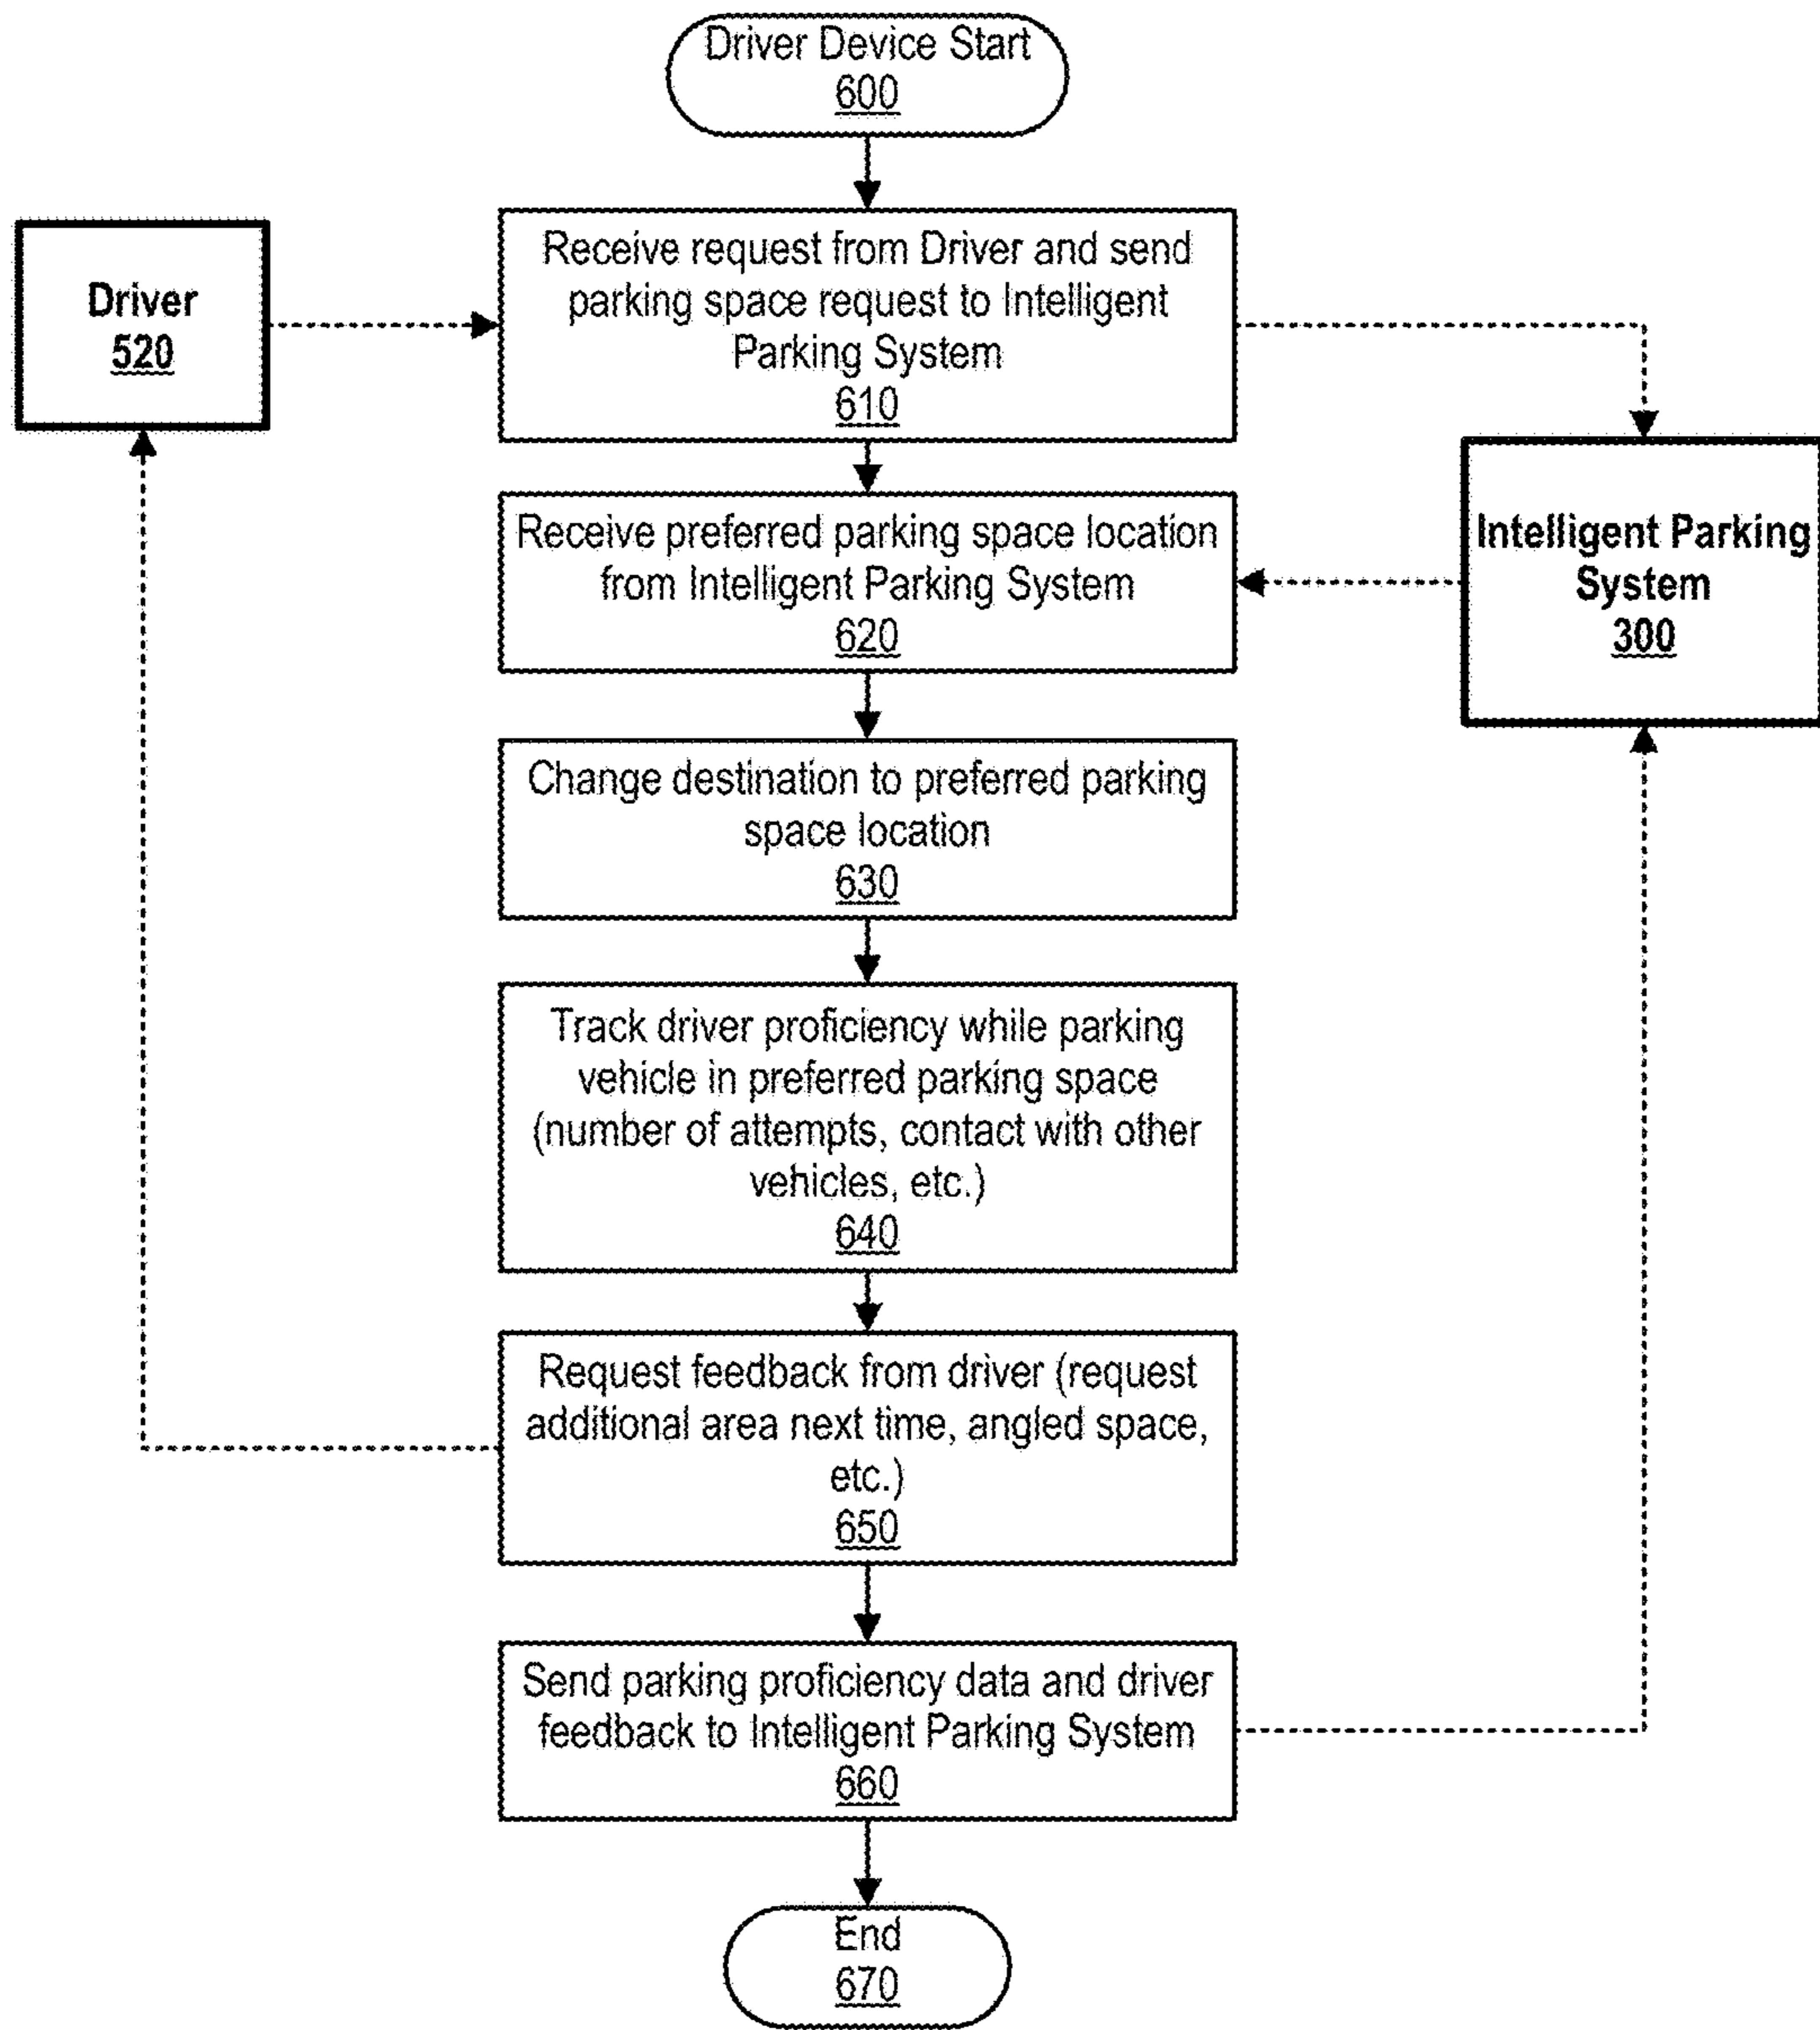 Driver Device Start
600
Driver
520
Receive request from Driver and send
parking space request to Intelligent
Parking System
610
Receive preferred parking space location
from Intelligent Parking System
620
Intelligent Parking
System
300
Change destination to preferred parking
space location
630
Track driver proficiency while parking
vehicle in preferred parking space
(number of attempts, contact with other
vehicles, etc.)
640
Request feedback from driver (request
additional area next time, angled space,
etc.)
650
Send parking proficiency data and driver
feedback to Intelligent Parking System
660
End
670